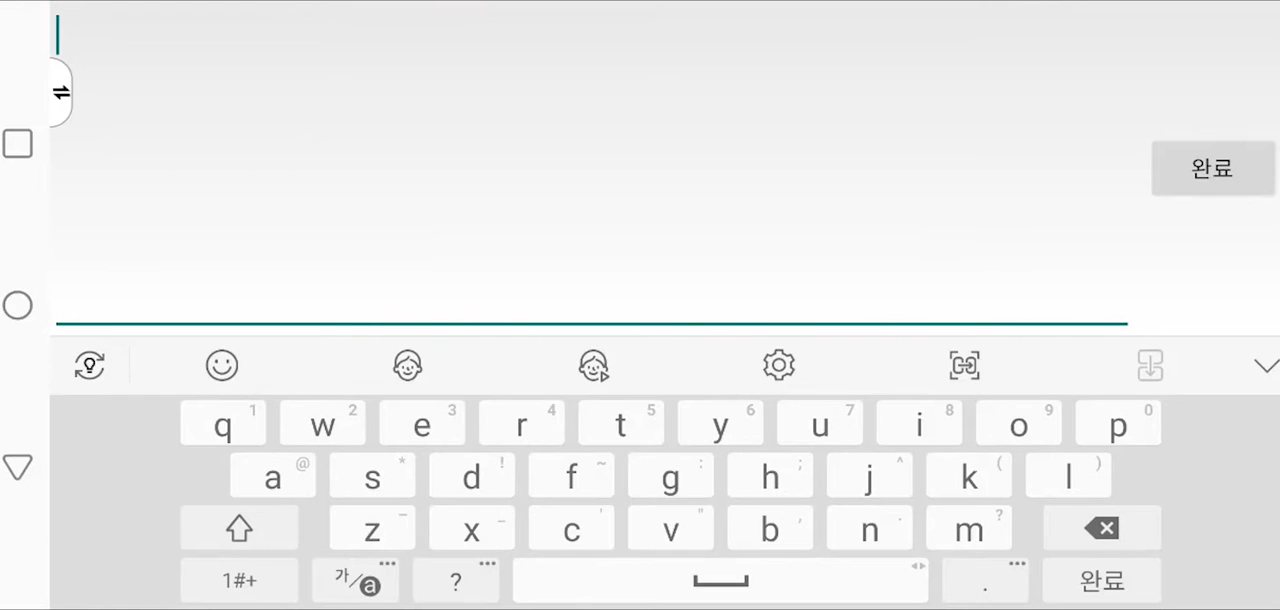 완료
q 1 w 2 e 3 r 4 t 5 y 6 u 7 i 8 o 9 p 0
a @ s * d ! f ~ g : h ; j ^ k ( l )
z – x _ c ' v " b , n . m ?
1#+ 가/a ? . 완료